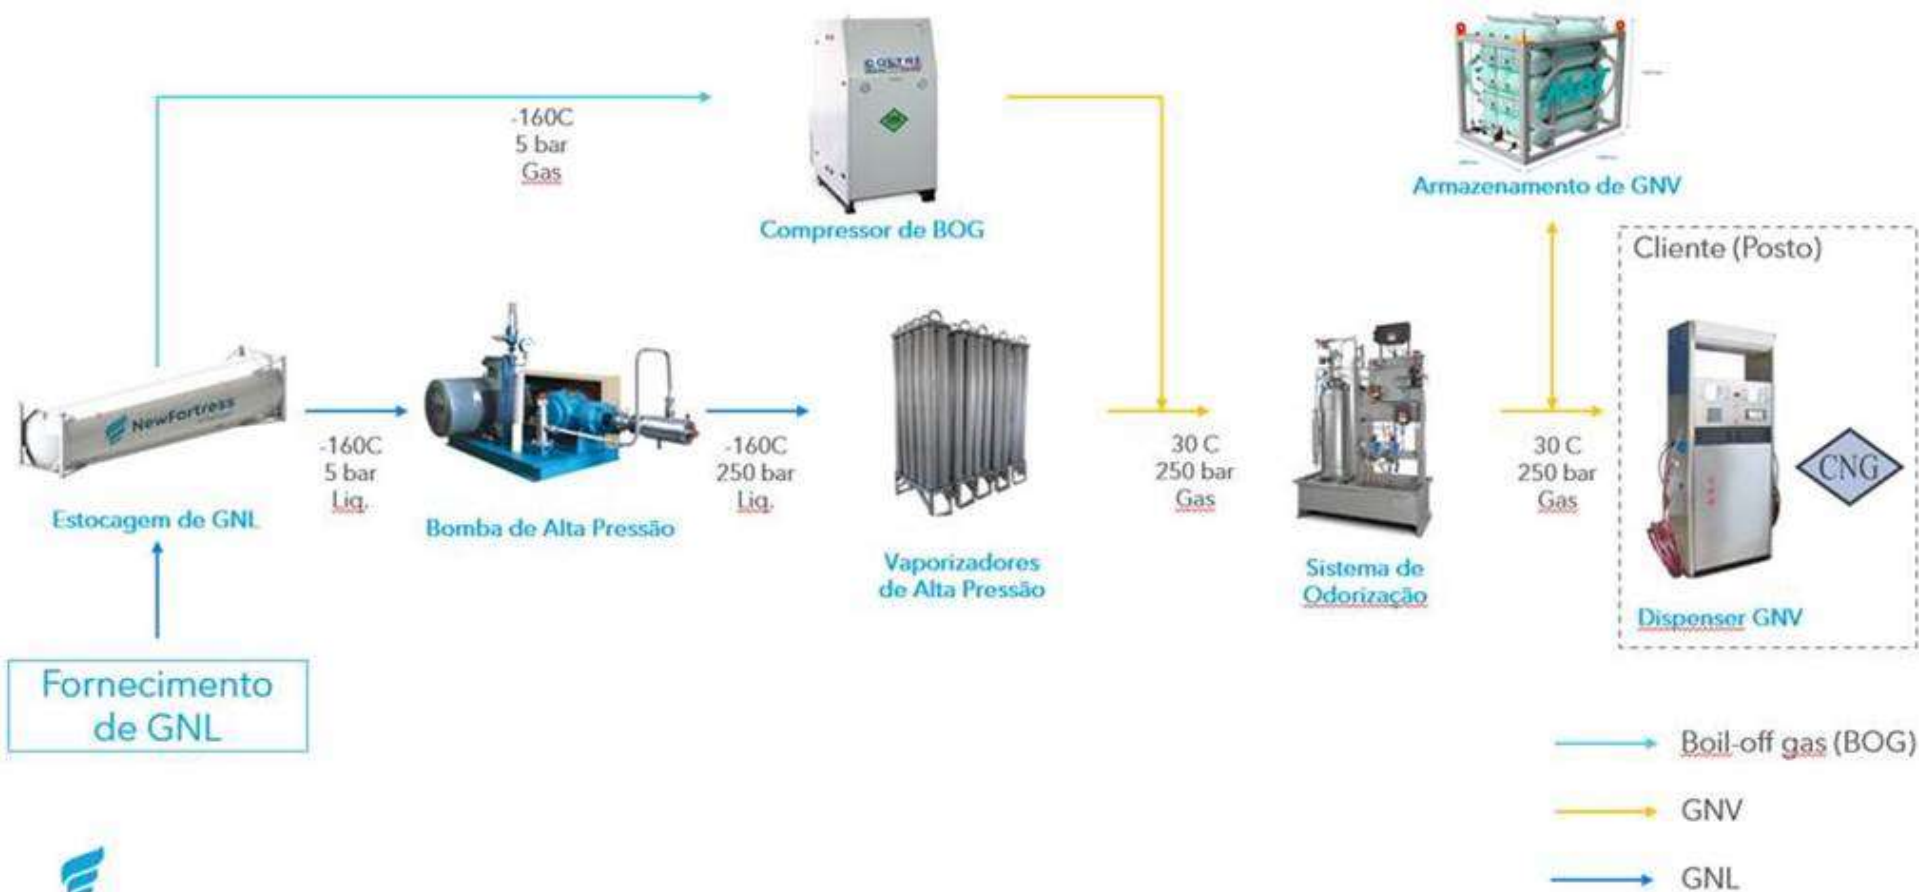 -160C
5 bar
Gas
COLTRI
Compressor de BOG
Armazenamento de GNV
Cliente (Posto)
NewFortress
-160C
5 bar
Liq.
-160C
250 bar
Liq.
30 C
250 bar
Gas
30 C
250 bar
Gas
CNG
Estocagem de GNL
Bomba de Alta Pressão
Vaporizadores
de Alta Pressão
Sistema de
Odorização
Dispenser GNV
Fornecimento
de GNL
Boil-off gas (BOG)
GNV
GNL